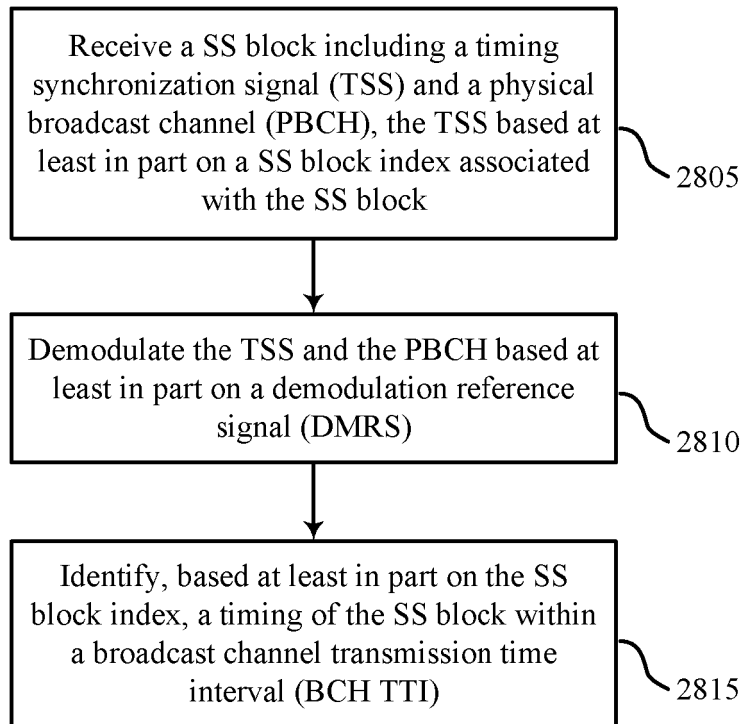 Receive a SS block including a timing
synchronization signal (TSS) and a physical
broadcast channel (PBCH), the TSS based at
least in part on a SS block index associated
with the SS block
2805
Demodulate the TSS and the PBCH based at
least in part on a demodulation reference
signal (DMRS)
2810
Identify, based at least in part on the SS
block index, a timing of the SS block within
a broadcast channel transmission time
interval (BCH TTI)
2815